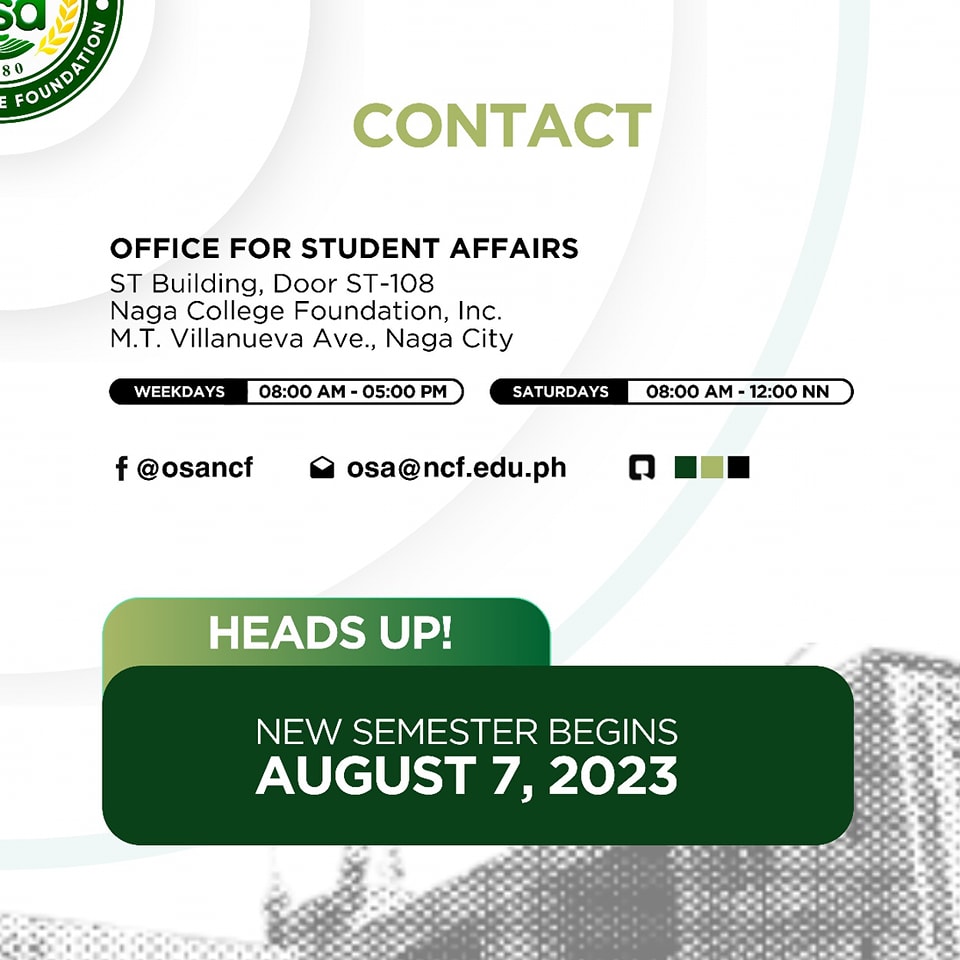 sa
80
E FOUNDATION
CONTACT
OFFICE FOR STUDENT AFFAIRS
ST Building, Door ST-108
Naga College Foundation, Inc.
M.T. Villanueva Ave., Naga City
WEEKDAYS 08:00 AM - 05:00 PM SATURDAYS 08:00 AM - 12:00 NN
f @osancf osa@ncf.edu.ph
HEADS UP!
NEW SEMESTER BEGINS
AUGUST 7, 2023